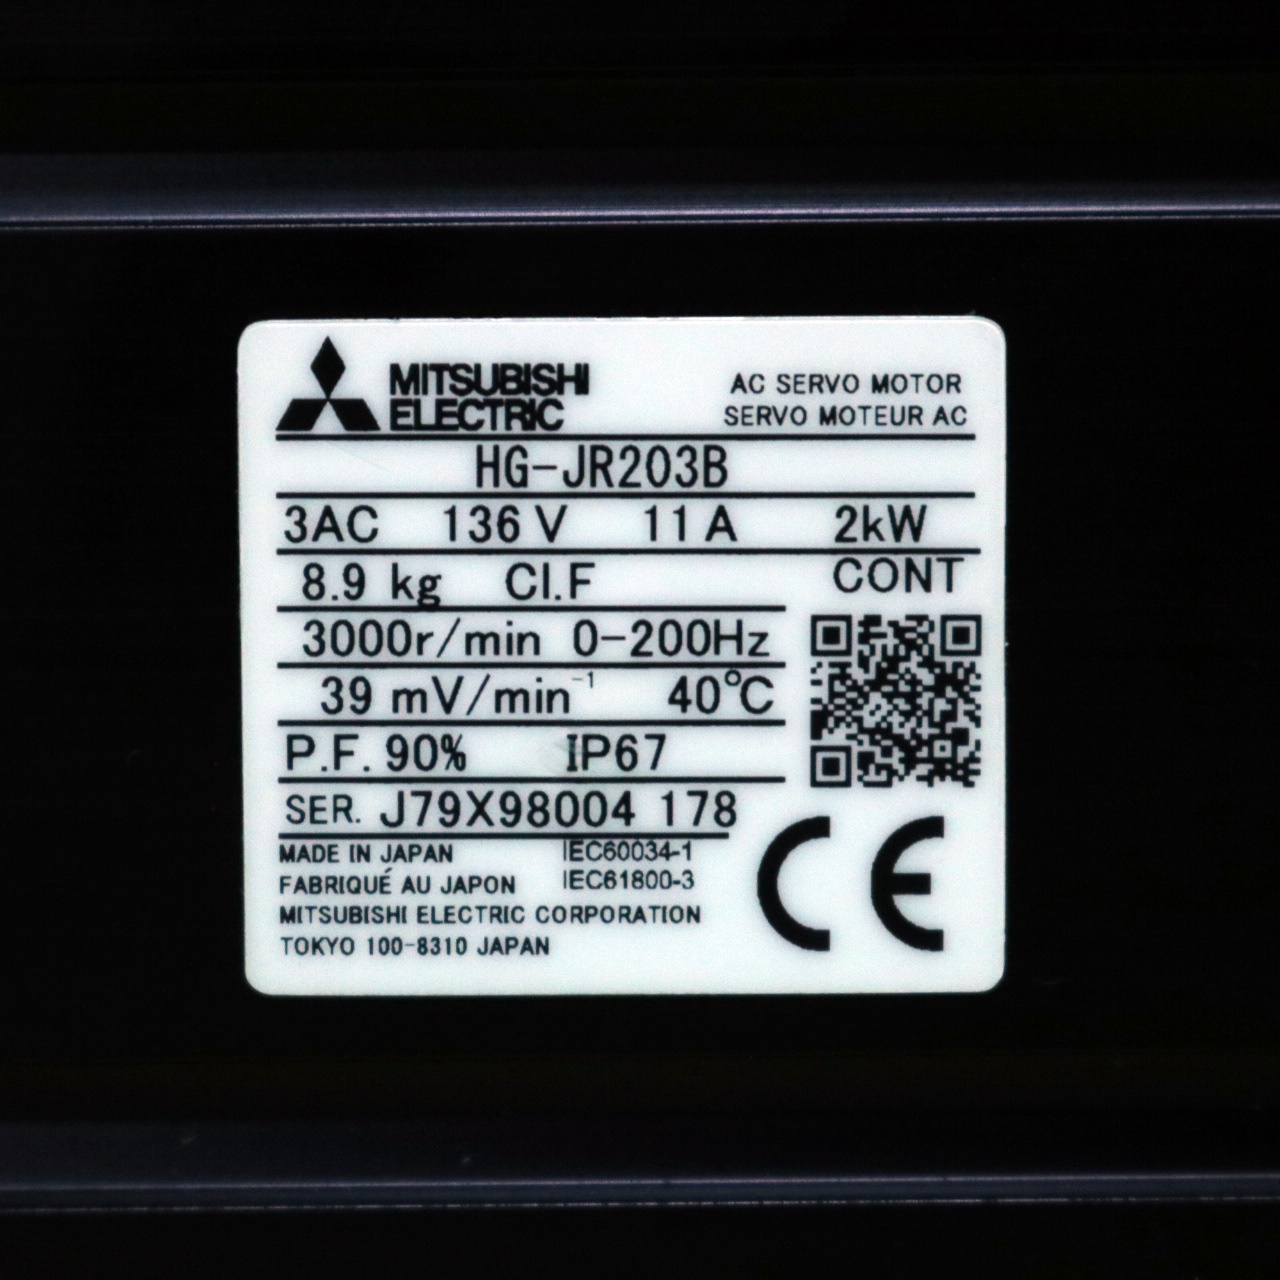 MITSUBISHI
ELECTRIC
AC SERVO MOTOR
SERVO MOTEUR AC
HG-JR203B
3AC 136 V 11 A 2kW
8.9 kg Cl.F CONT
3000r/min 0-200Hz
39 mV/min⁻¹ 40℃
P.F. 90% IP67
SER. J79X98004 178
MADE IN JAPAN IEC60034-1
FABRIQUÉ AU JAPON IEC61800-3
MITSUBISHI ELECTRIC CORPORATION
TOKYO 100-8310 JAPAN
CE